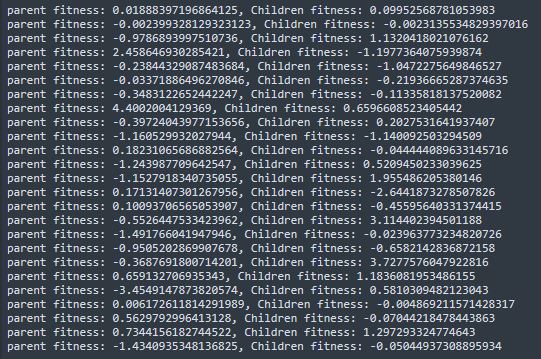 parent fitness: 0.01888397196864125, Children fitness: 0.09952568781053983
parent fitness: -0.002399328129323123, Children fitness: -0.0023135534829397016
parent fitness: -0.9786893997510736, Children fitness: 1.1320418021076162
parent fitness: 2.458646930285421, Children fitness: -1.1977364075939874
parent fitness: -0.23844329087483684, Children fitness: -1.0472275649846527
parent fitness: -0.03371886496270846, Children fitness: -0.21936665287374635
parent fitness: -0.3483122652442247, Children fitness: -0.11335818137520082
parent fitness: 4.4002004129369, Children fitness: 0.6596608523405442
parent fitness: -0.39724043977153656, Children fitness: 0.2027531641937407
parent fitness: -1.160529932027944, Children fitness: -1.140092503294509
parent fitness: 0.18231065686882564, Children fitness: -0.044444089633145716
parent fitness: -1.243987709642547, Children fitness: 0.5209450233039625
parent fitness: -1.1527918340735055, Children fitness: 1.955486205380146
parent fitness: 0.17131407301267956, Children fitness: -2.6441873278507826
parent fitness: 0.10093706565053907, Children fitness: -0.45595640331374415
parent fitness: -0.5526447533423962, Children fitness: 3.114402394501188
parent fitness: -1.491766041947946, Children fitness: -0.023963773234820726
parent fitness: -0.9505202869907678, Children fitness: -0.6582142836872158
parent fitness: -0.3687691800714201, Children fitness: 3.7277576047922816
parent fitness: 0.659132706935343, Children fitness: 1.1836081953486155
parent fitness: -3.4549147873820574, Children fitness: 0.5810309482123043
parent fitness: 0.006172611814291989, Children fitness: -0.004869211571428317
parent fitness: 0.5629792996413128, Children fitness: -0.07044218478443863
parent fitness: 0.7344156182744522, Children fitness: 1.297293324774643
parent fitness: -1.4340935348136825, Children fitness: -0.05044937308895934